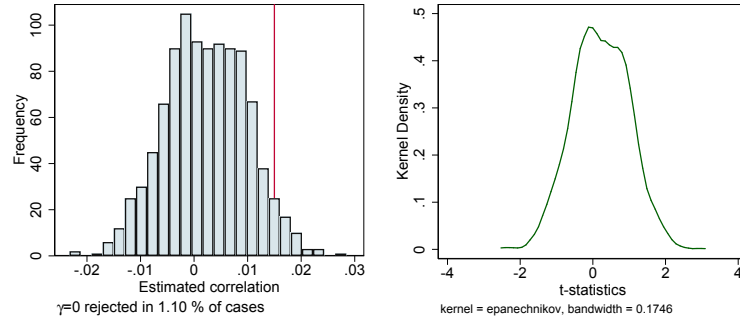 100
80
60
40
20
0
Frequency
-.02 -.01 0 .01 .02 .03
Estimated correlation
γ=0 rejected in 1.10 % of cases
.5
.4
.3
.2
.1
0
Kernel Density
-4 -2 0 2 4
t-statistics
kernel = epanechnikov, bandwidth = 0.1746